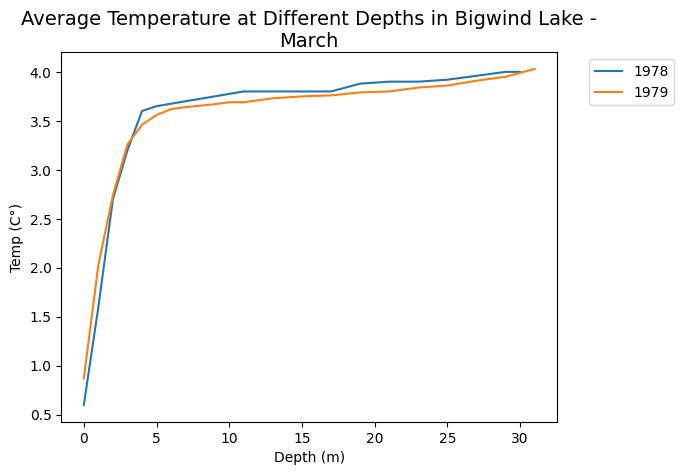 Average Temperature at Different Depths in Bigwind Lake -
March
1978
1979
4.0
3.5
3.0
2.5
2.0
1.5
1.0
0.5
Temp (C°)
0 5 10 15 20 25 30
Depth (m)